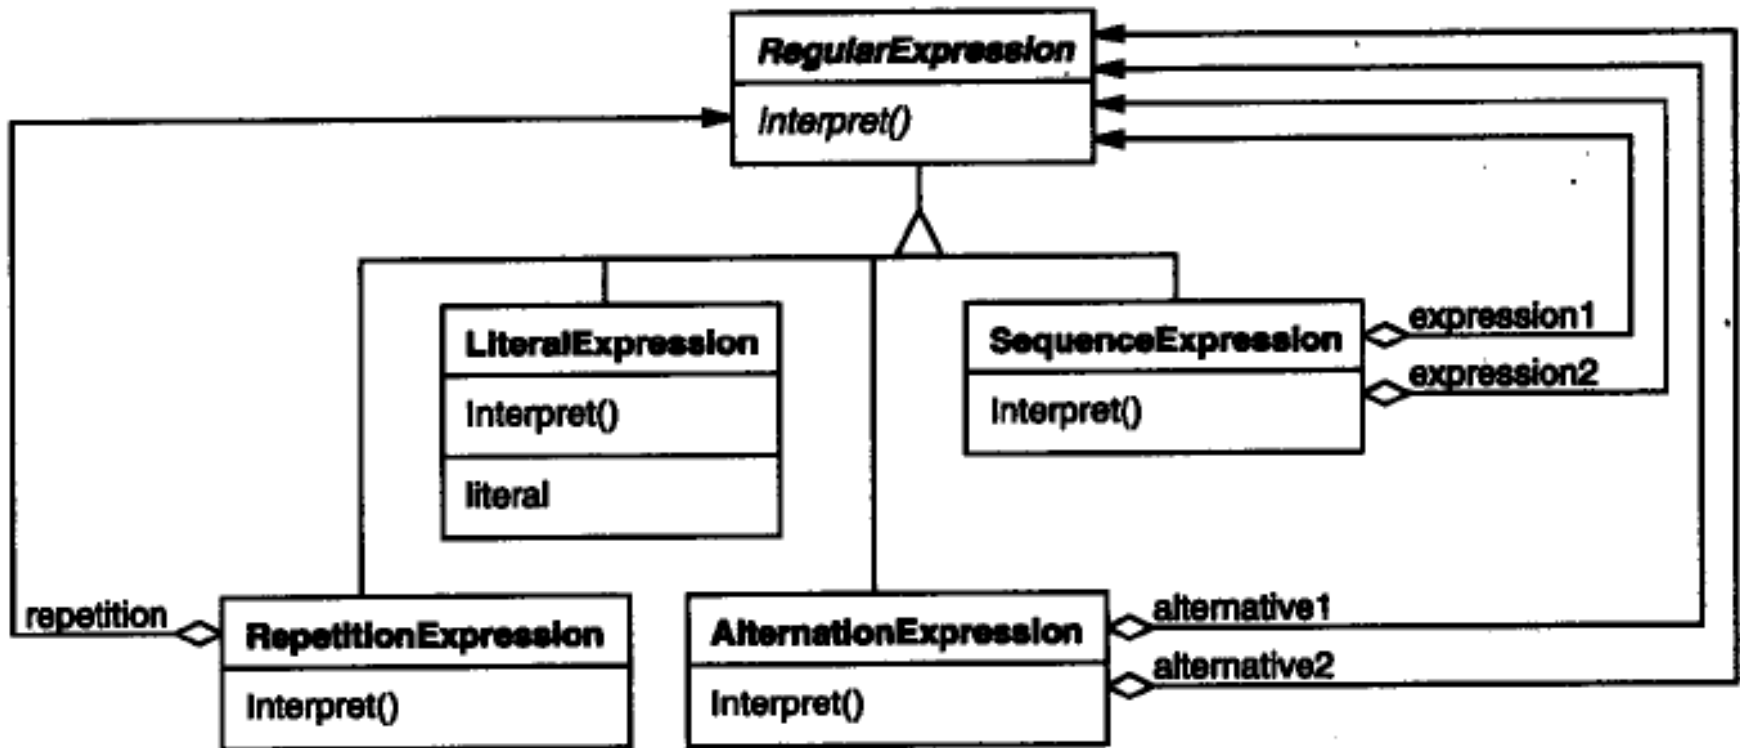 RegularExpression
Interpret()
LiteralExpression
Interpret()
literal
SequenceExpression
Interpret()
expression1
expression2
repetition
RepetitionExpression
Interpret()
AlternationExpression
Interpret()
alternative1
alternative2